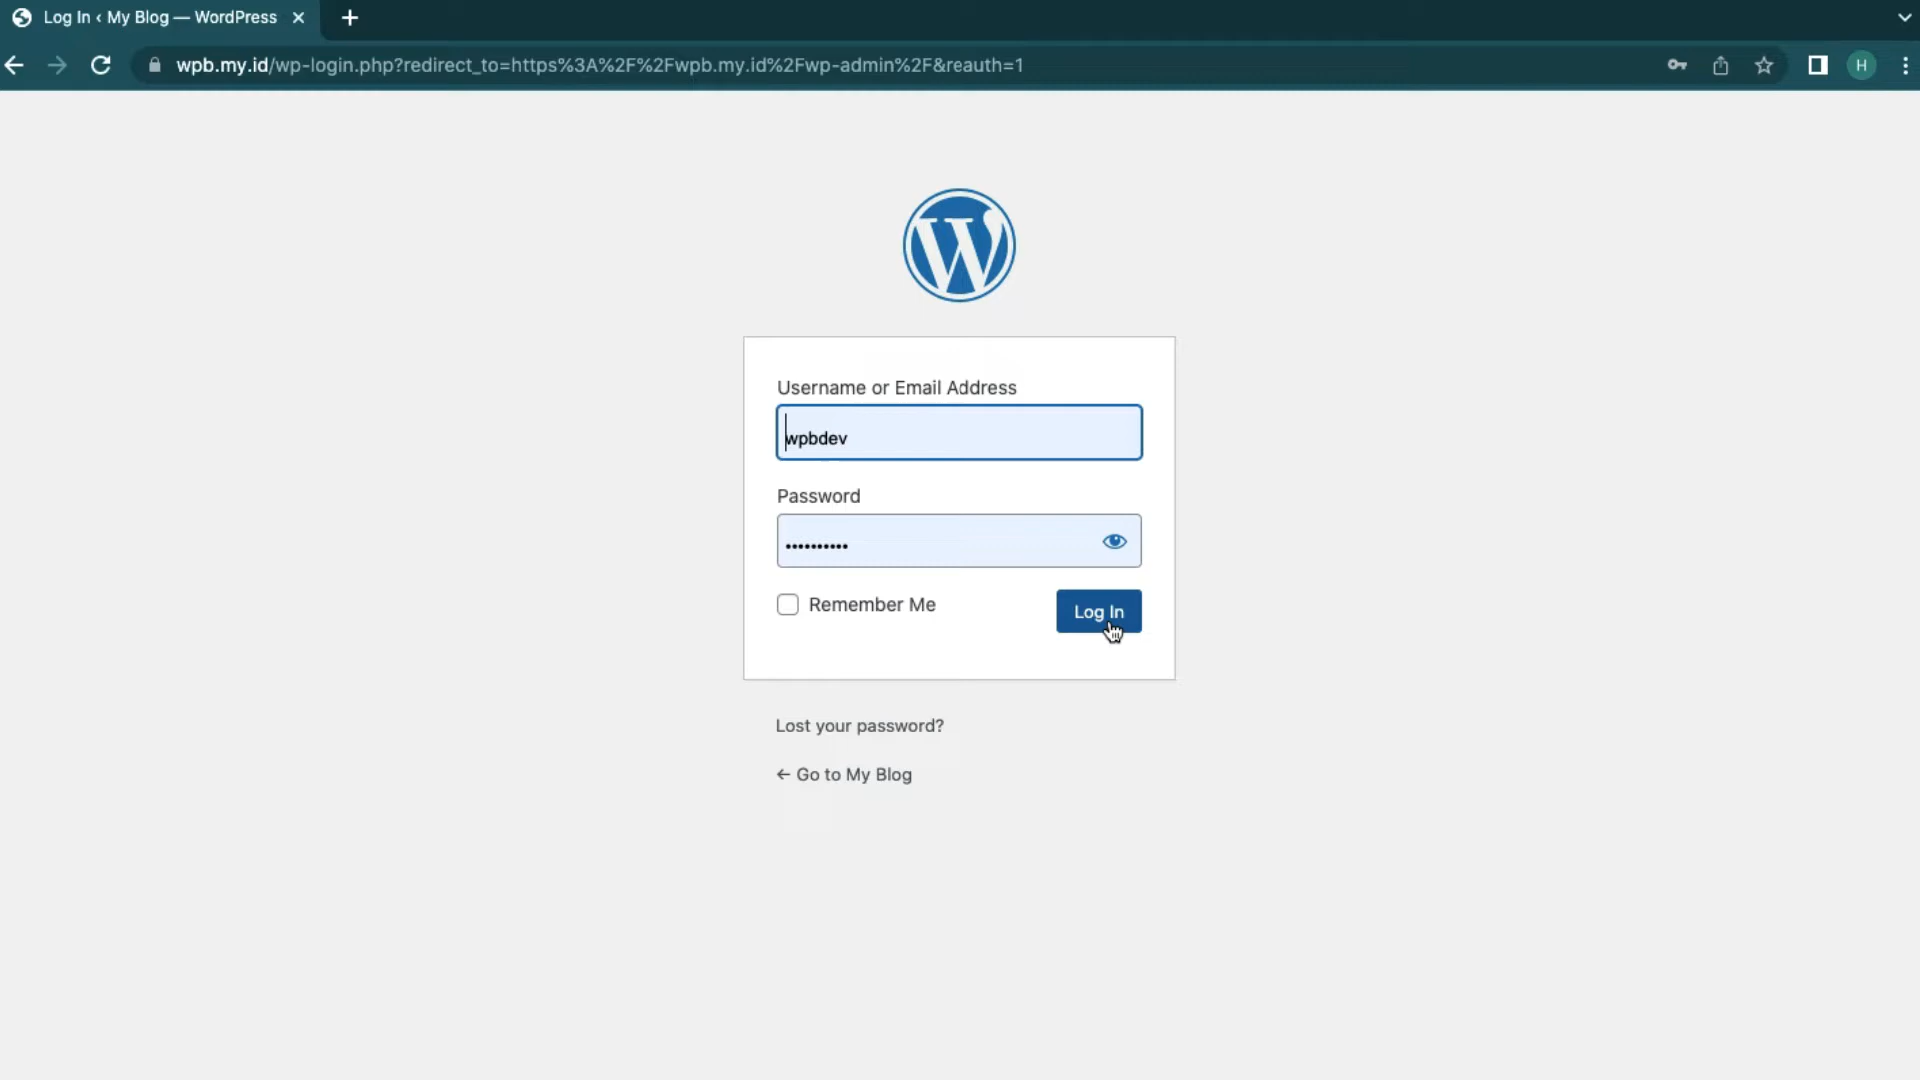 Log In ‹ My Blog — WordPress
wpb.my.id/wp-login.php?redirect_to=https%3A%2F%2Fwpb.my.id%2Fwp-admin%2F&reauth=1
H
Username or Email Address
wpbdev
Password
••••••••••
Remember Me
Log In
Lost your password?
← Go to My Blog